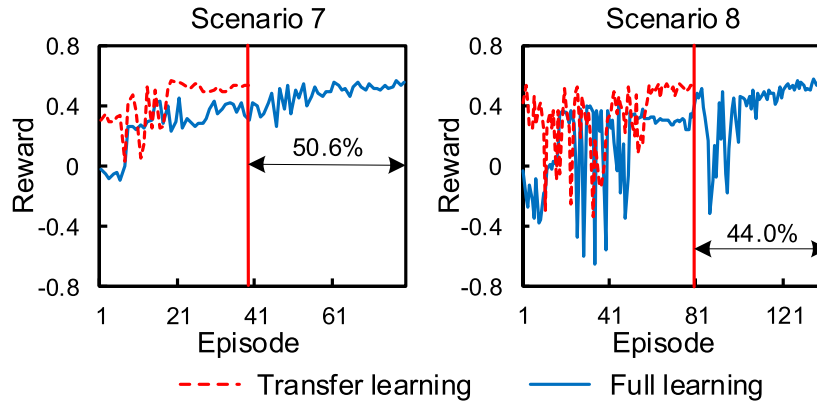 Scenario 7
0.8
0.4
0
-0.4
-0.8
Reward
50.6%
1 21 41 61
Episode
Scenario 8
0.8
0.4
0
-0.4
-0.8
Reward
44.0%
1 41 81 121
Episode
Transfer learning
Full learning